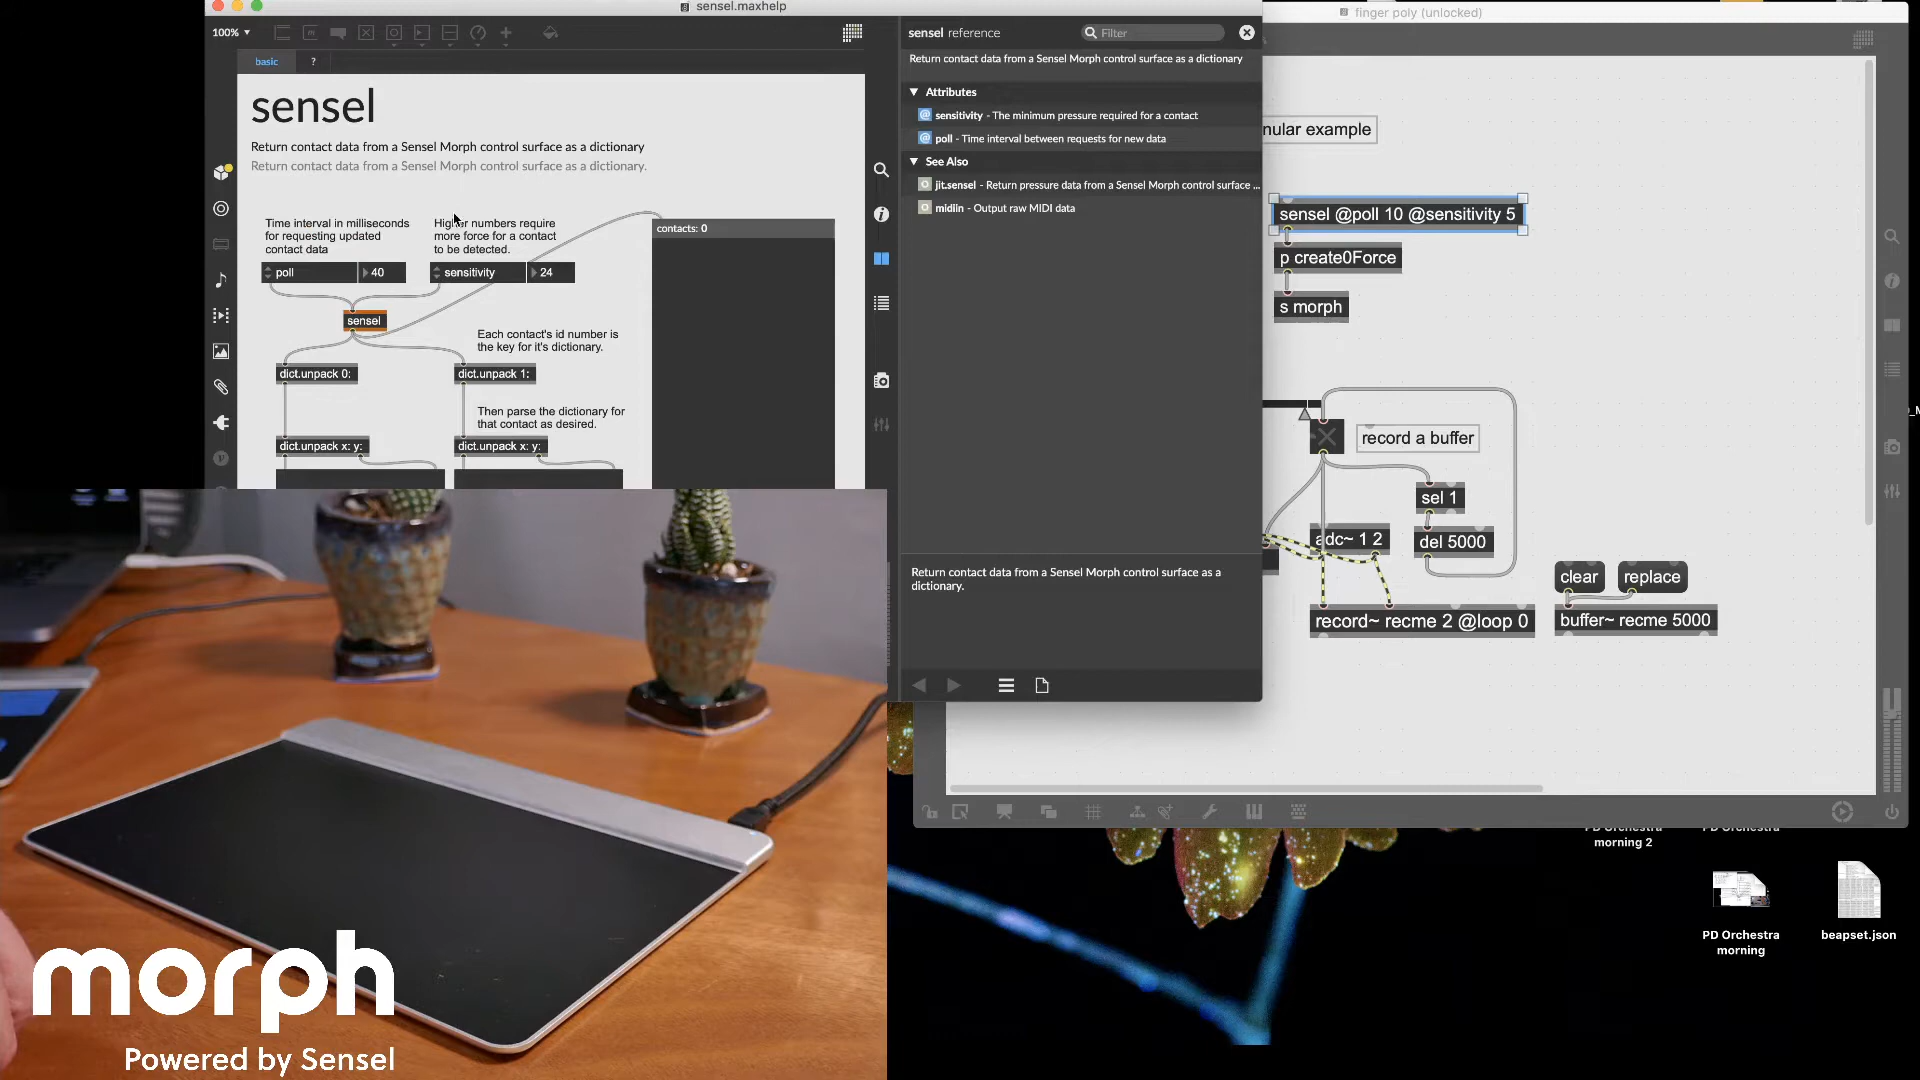 sensel.maxhelp
100%
basic
?
sensel
Return contact data from a Sensel Morph control surface as a dictionary
Return contact data from a Sensel Morph control surface as a dictionary.
Time interval in milliseconds
for requesting updated
contact data
Higher numbers require
more force for a contact
to be detected.
poll
40
sensitivity
24
sensel
Each contact's id number is
the key for it's dictionary.
dict.unpack 0:
dict.unpack 1:
Then parse the dictionary for
that contact as desired.
dict.unpack x: y:
dict.unpack x: y:
contacts: 0
sensel reference
Filter
Return contact data from a Sensel Morph control surface as a dictionary
Attributes
sensitivity - The minimum pressure required for a contact
poll - Time interval between requests for new data
See Also
jit.sensel - Return pressure data from a Sensel Morph control surface ...
midiin - Output raw MIDI data
Return contact data from a Sensel Morph control surface as a
dictionary.
finger poly (unlocked)
nular example
sensel @poll 10 @sensitivity 5
p create0Force
s morph
record a buffer
sel 1
del 5000
adc~ 1 2
record~ recme 2 @loop 0
clear
replace
buffer~ recme 5000
morning 2
PD Orchestra
morning
beapset.json
morph
Powered by Sensel